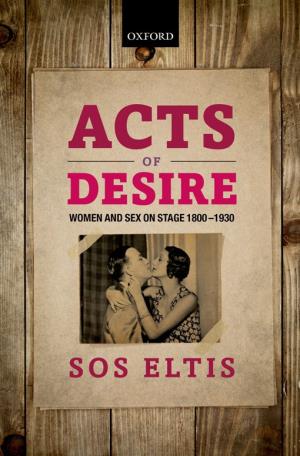 OXFORD
ACTS
OF
DESIRE
WOMEN AND SEX ON STAGE 1800–1930
SOS ELTIS